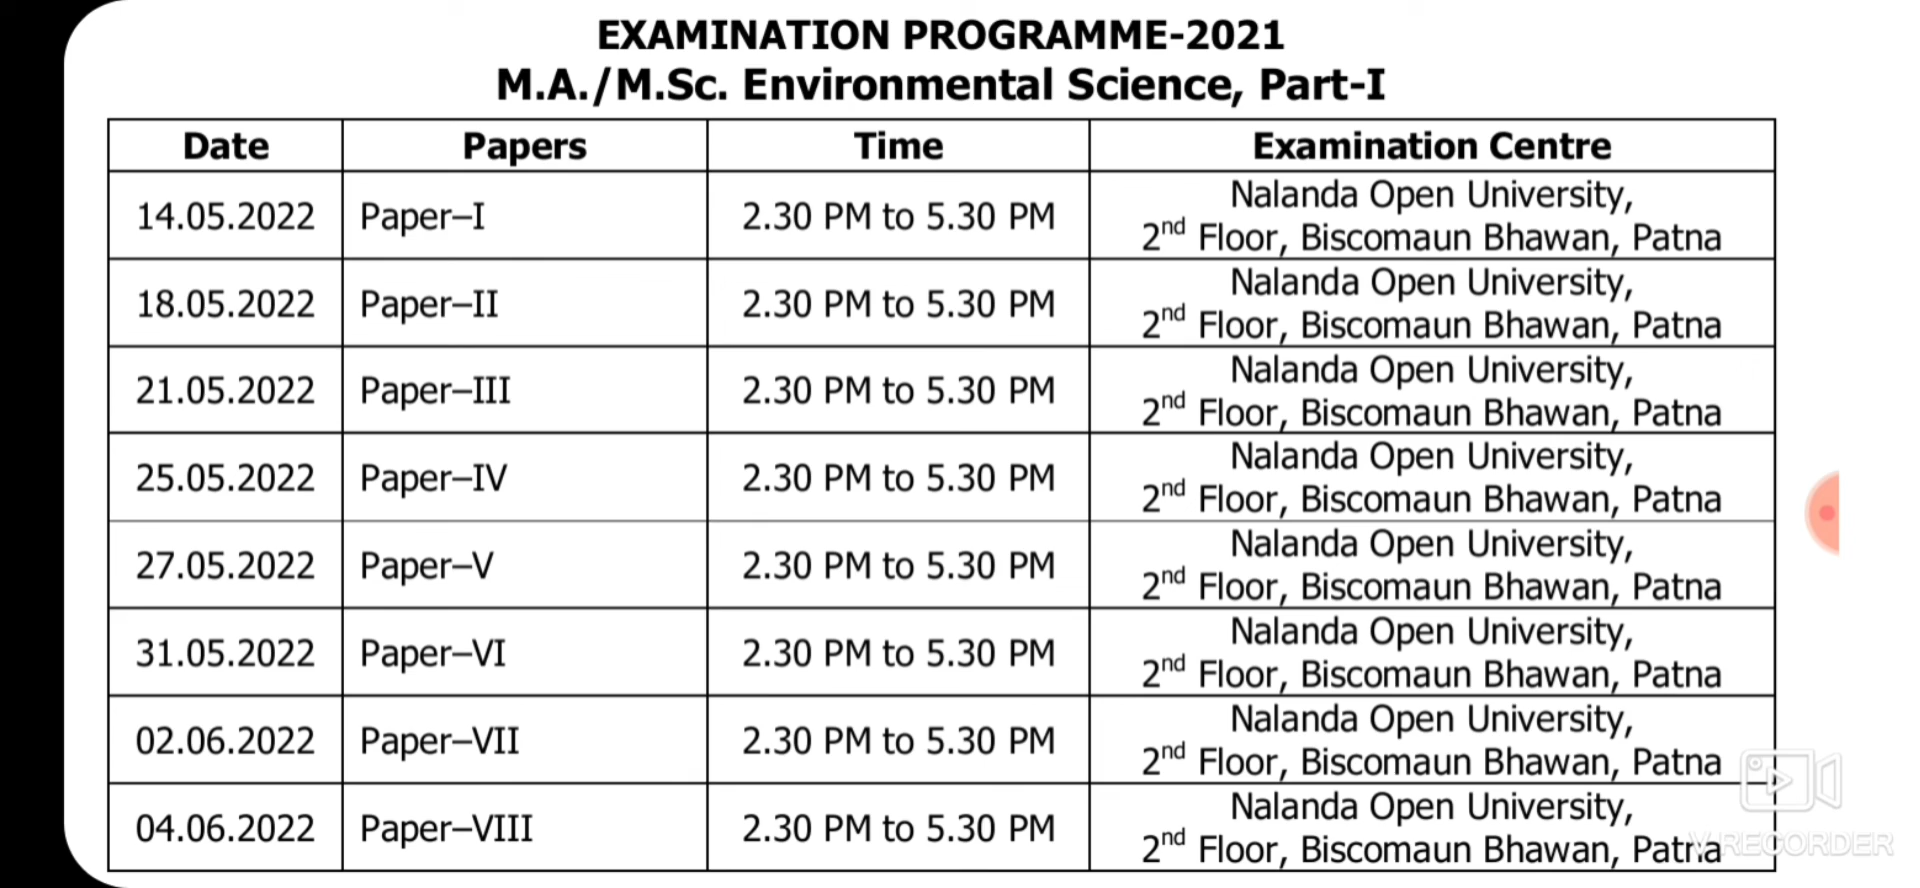 EXAMINATION PROGRAMME-2021
M.A./M.Sc. Environmental Science, Part-I
Date Papers Time Examination Centre
14.05.2022 Paper–I 2.30 PM to 5.30 PM Nalanda Open University,
2nd Floor, Biscomaun Bhawan, Patna
18.05.2022 Paper–II 2.30 PM to 5.30 PM Nalanda Open University,
2nd Floor, Biscomaun Bhawan, Patna
21.05.2022 Paper–III 2.30 PM to 5.30 PM Nalanda Open University,
2nd Floor, Biscomaun Bhawan, Patna
25.05.2022 Paper–IV 2.30 PM to 5.30 PM Nalanda Open University,
2nd Floor, Biscomaun Bhawan, Patna
27.05.2022 Paper–V 2.30 PM to 5.30 PM Nalanda Open University,
2nd Floor, Biscomaun Bhawan, Patna
31.05.2022 Paper–VI 2.30 PM to 5.30 PM Nalanda Open University,
2nd Floor, Biscomaun Bhawan, Patna
02.06.2022 Paper–VII 2.30 PM to 5.30 PM Nalanda Open University,
2nd Floor, Biscomaun Bhawan, Patna
04.06.2022 Paper–VIII 2.30 PM to 5.30 PM Nalanda Open University,
2nd Floor, Biscomaun Bhawan, Patna
V RECORDER